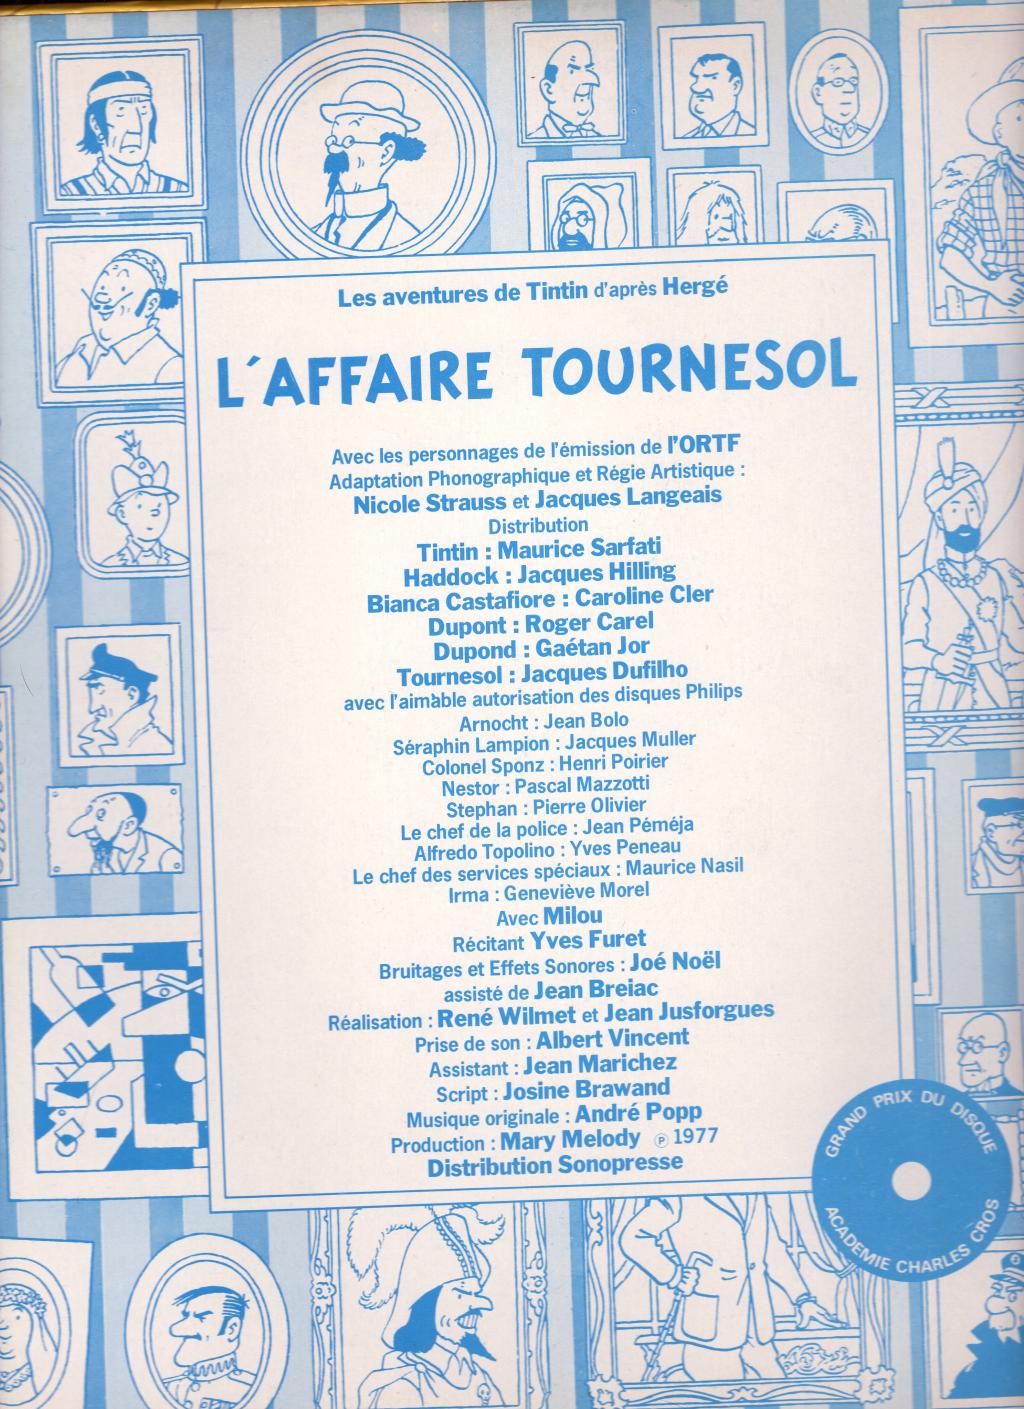 Les aventures de Tintin d'après Hergé
L'AFFAIRE TOURNESOL
Avec les personnages de l'émission de l'ORTF
Adaptation Phonographique et Régie Artistique :
Nicole Strauss et Jacques Langeais
Distribution
Tintin : Maurice Sarfati
Haddock : Jacques Hilling
Bianca Castafiore : Caroline Cler
Dupont : Roger Carel
Dupond : Gaétan Jor
Tournesol : Jacques Dufilho
avec l'aimable autorisation des disques Philips
Arnocht : Jean Bolo
Séraphin Lampion : Jacques Muller
Colonel Sponz : Henri Poirier
Nestor : Pascal Mazzotti
Stephan : Pierre Olivier
Le chef de la police : Jean Péméja
Alfredo Topolino : Yves Peneau
Le chef des services spéciaux : Maurice Nasil
Irma : Geneviève Morel
Avec Milou
Récitant Yves Furet
Bruitages et Effets Sonores : Joé Noël
assisté de Jean Breiac
Réalisation : René Wilmet et Jean Jusforgues
Prise de son : Albert Vincent
Assistant : Jean Marichez
Script : Josine Brawand
Musique originale : André Popp
Production : Mary Melody ℗ 1977
Distribution Sonopresse
GRAND PRIX DU DISQUE
ACADEMIE CHARLES CROS